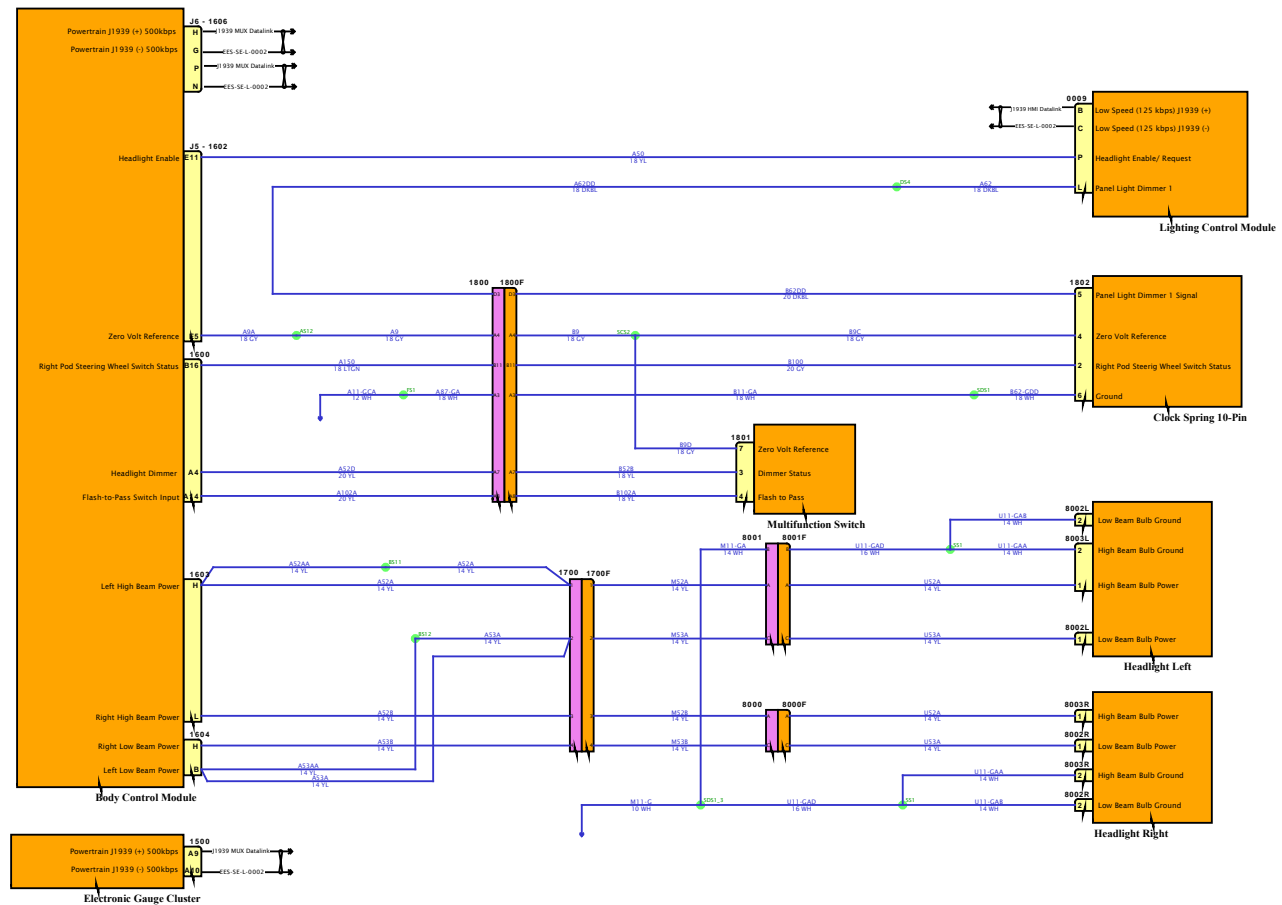 J6 - 1606
Powertrain J1939 (+) 500kbps
H
J1939 MUX Datalink
Powertrain J1939 (-) 500kbps
G
EES-SE-L-0002
P
J1939 MUX Datalink
N
EES-SE-L-0002
0009
J1939 HMI Datalink
B
Low Speed (125 kbps) J1939 (+)
EES-SE-L-0002
C
Low Speed (125 kbps) J1939 (-)
J5 - 1602
Headlight Enable
E11
A50
18 YL
P
Headlight Enable/ Request
A62DD
18 DKBL
DS4
A62
18 DKBL
L
Panel Light Dimmer 1
Lighting Control Module
1800
1800F
1802
D3
D3
B62DD
20 DKBL
5
Panel Light Dimmer 1 Signal
Zero Volt Reference
E5
A9A
18 GY
AS12
A9
18 GY
A4
A4
B9
18 GY
SCS2
B9C
18 GY
4
Zero Volt Reference
1600
Right Pod Steering Wheel Switch Status
B16
A150
18 LTGN
B11
B11
B100
20 GY
2
Right Pod Steerig Wheel Switch Status
A11-GCA
12 WH
FS1
A87-GA
18 WH
A3
A3
B11-GA
18 WH
SDS1
B62-GDD
18 WH
6
Ground
Clock Spring 10-Pin
1801
B9D
18 GY
7
Zero Volt Reference
Headlight Dimmer
A4
A52D
20 YL
A7
A7
B52B
18 YL
3
Dimmer Status
Flash-to-Pass Switch Input
A102A
20 YL
B102A
18 YL
4
Flash to Pass
Multifunction Switch
8002L
2
Low Beam Bulb Ground
U11-GAB
14 WH
8001
8001F
8003L
M11-GA
14 WH
B
U11-GAD
16 WH
SS1
U11-GAA
14 WH
2
High Beam Bulb Ground
1603
A52AA
14 YL
BS11
A52A
14 YL
1700
1700F
Left High Beam Power
H
A52A
14 YL
M52A
14 YL
A
A
U52A
14 YL
1
High Beam Bulb Power
8002L
BS12
A53A
14 YL
2
2
M53A
14 YL
C
C
U53A
14 YL
1
Low Beam Bulb Power
Headlight Left
8003R
8000
8000F
Right High Beam Power
L
A52B
14 YL
3
3
M52B
14 YL
A
A
U52A
14 YL
1
High Beam Bulb Power
1604
8002R
Right Low Beam Power
H
A53B
14 YL
4
M53B
14 YL
C
C
U53A
14 YL
1
Low Beam Bulb Power
8003R
Left Low Beam Power
B
A53AA
14 YL
A53A
14 YL
U11-GAA
14 WH
2
High Beam Bulb Ground
8002R
Body Control Module
M11-G
10 WH
SDS1_3
U11-GAD
16 WH
SS1
U11-GAB
14 WH
2
Low Beam Bulb Ground
Headlight Right
1500
Powertrain J1939 (+) 500kbps
A9
J1939 MUX Datalink
Powertrain J1939 (-) 500kbps
A10
EES-SE-L-0002
Electronic Gauge Cluster